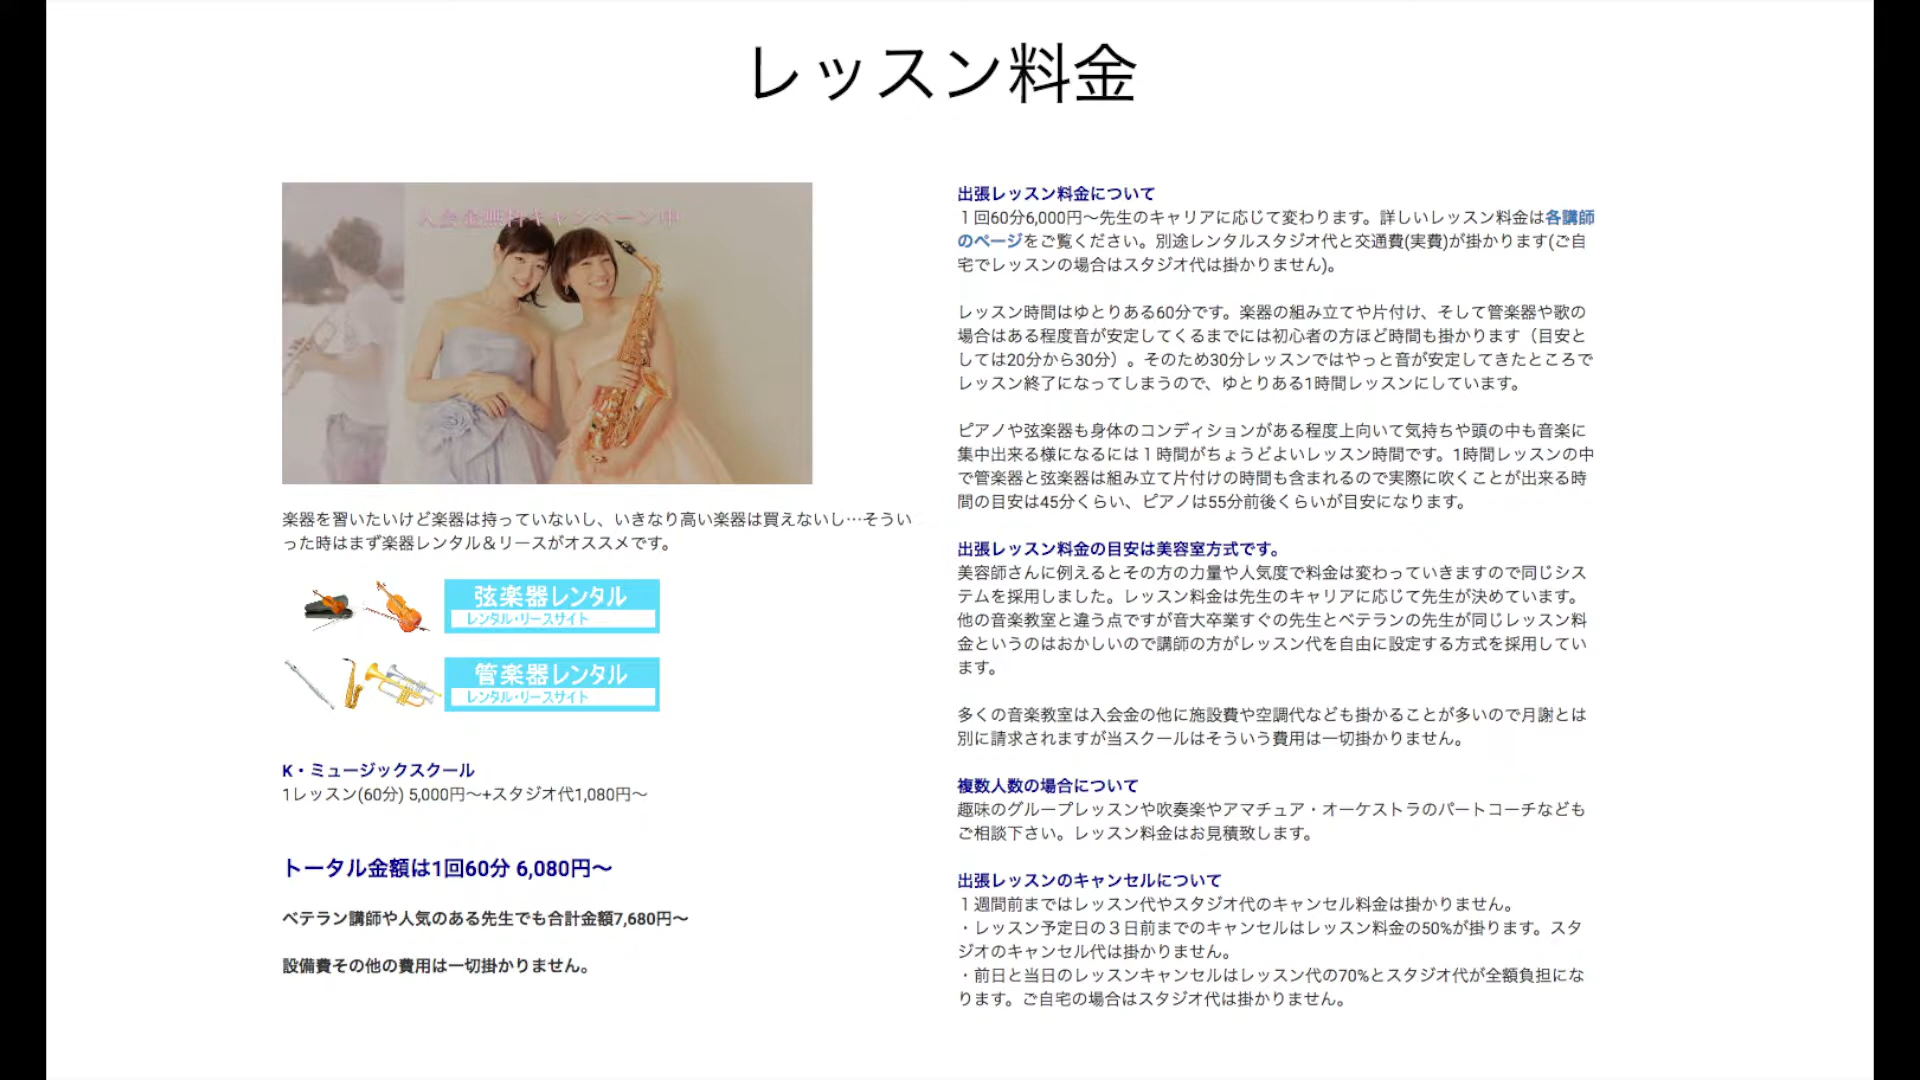 レッスン料金
入会金無料キャンペーン中
楽器を習いたいけど楽器は持っていないし、いきなり高い楽器は買えないし…そうい
った時はまず楽器レンタル＆リースがオススメです。
弦楽器レンタル
レンタル・リースサイト
管楽器レンタル
レンタル・リースサイト
K・ミュージックスクール
1レッスン(60分) 5,000円〜+スタジオ代1,080円〜
トータル金額は1回60分 6,080円〜
ベテラン講師や人気のある先生でも合計金額7,680円〜
設備費その他の費用は一切掛かりません。
出張レッスン料金について
１回60分6,000円〜先生のキャリアに応じて変わります。詳しいレッスン料金は各講師
のページをご覧ください。別途レンタルスタジオ代と交通費(実費)が掛かります(ご自
宅でレッスンの場合はスタジオ代は掛かりません)。
レッスン時間はゆとりある60分です。楽器の組み立てや片付け、そして管楽器や歌の
場合はある程度音が安定してくるまでには初心者の方ほど時間も掛かります（目安と
しては20分から30分）。そのため30分レッスンではやっと音が安定してきたところで
レッスン終了になってしまうので、ゆとりある1時間レッスンにしています。
ピアノや弦楽器も身体のコンディションがある程度上向いて気持ちや頭の中も音楽に
集中出来る様になるには１時間がちょうどよいレッスン時間です。1時間レッスンの中
で管楽器と弦楽器は組み立て片付けの時間も含まれるので実際に吹くことが出来る時
間の目安は45分くらい、ピアノは55分前後くらいが目安になります。
出張レッスン料金の目安は美容室方式です。
美容師さんに例えるとその方の力量や人気度で料金は変わっていきますので同じシス
テムを採用しました。レッスン料金は先生のキャリアに応じて先生が決めています。
他の音楽教室と違う点ですが音大卒業すぐの先生とベテランの先生が同じレッスン料
金というのはおかしいので講師の方がレッスン代を自由に設定する方式を採用してい
ます。
多くの音楽教室は入会金の他に施設費や空調代なども掛かることが多いので月謝とは
別に請求されますが当スクールはそういう費用は一切掛かりません。
複数人数の場合について
趣味のグループレッスンや吹奏楽やアマチュア・オーケストラのパートコーチなども
ご相談下さい。レッスン料金はお見積致します。
出張レッスンのキャンセルについて
１週間前まではレッスン代やスタジオ代のキャンセル料金は掛かりません。
・レッスン予定日の３日前までのキャンセルはレッスン料金の50%が掛ります。スタ
ジオのキャンセル代は掛かりません。
・前日と当日のレッスンキャンセルはレッスン代の70%とスタジオ代が全額負担にな
ります。ご自宅の場合はスタジオ代は掛かりません。